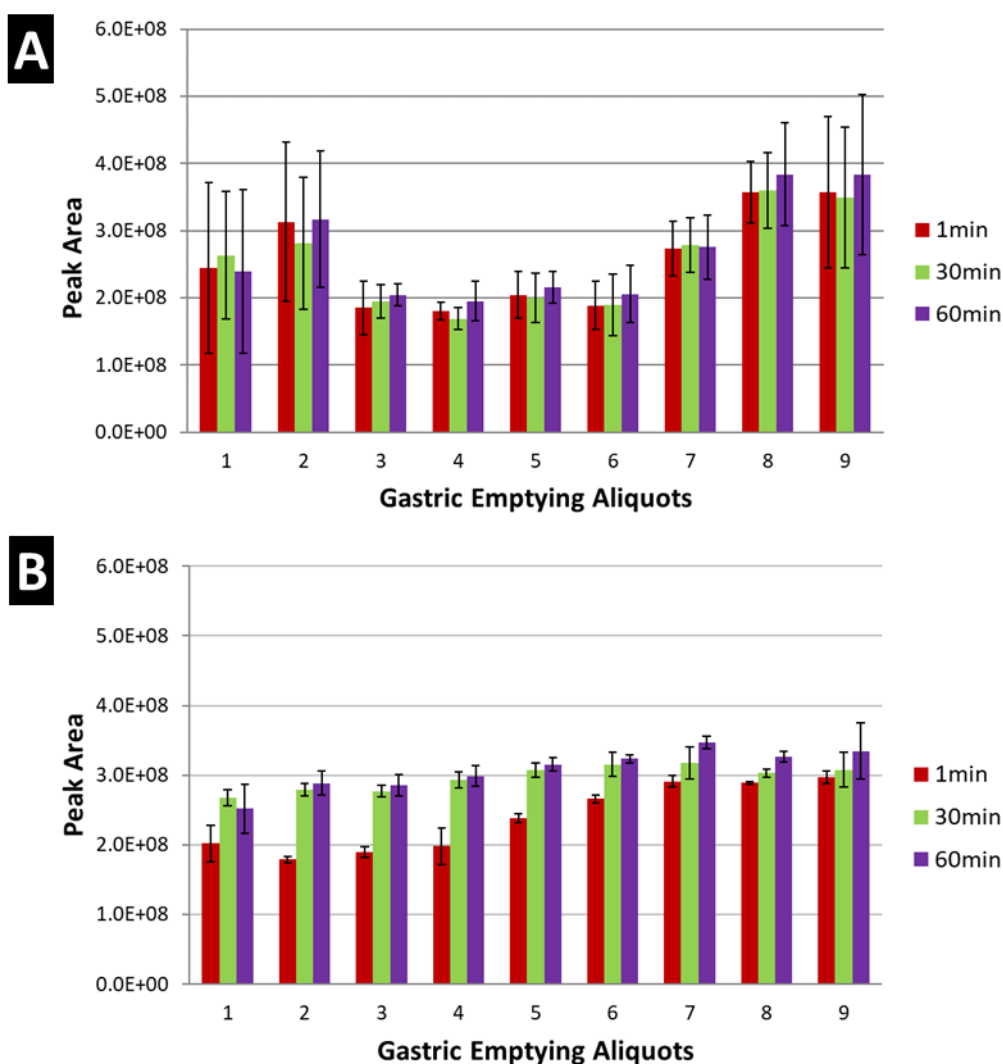 A
6.0E+08
5.0E+08
4.0E+08
3.0E+08
2.0E+08
1.0E+08
0.0E+00
Peak Area
1 2 3 4 5 6 7 8 9
Gastric Emptying Aliquots
1min
30min
60min
B
6.0E+08
5.0E+08
4.0E+08
3.0E+08
2.0E+08
1.0E+08
0.0E+00
Peak Area
1 2 3 4 5 6 7 8 9
Gastric Emptying Aliquots
1min
30min
60min